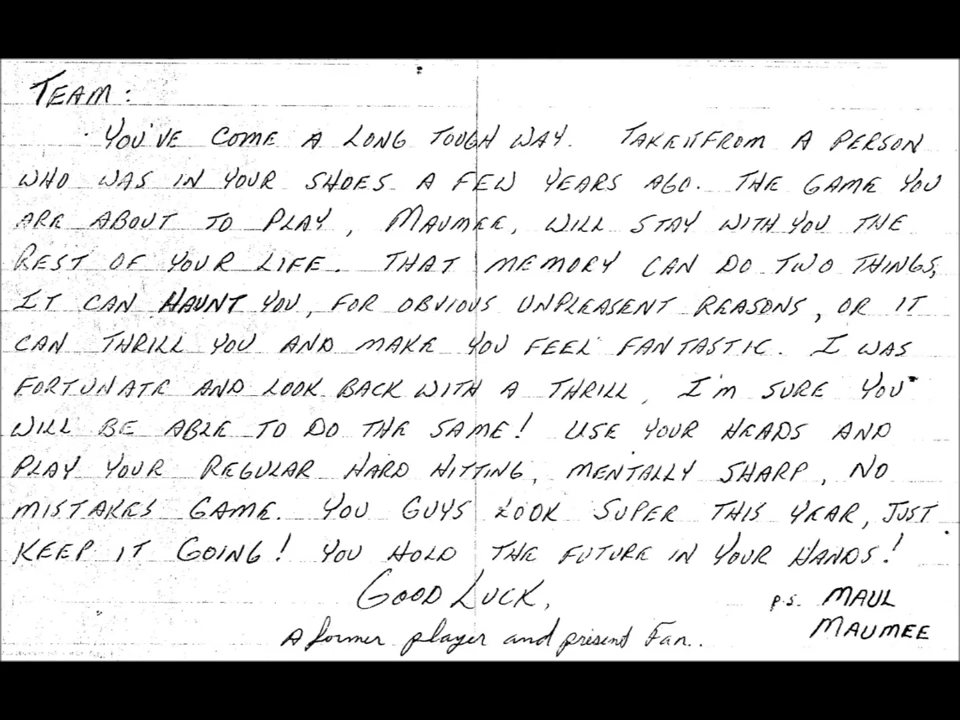 TEAM:
YOU'VE COME A LONG TOUGH WAY. TAKE IT FROM A PERSON
WHO WAS IN YOUR SHOES A FEW YEARS AGO. THE GAME YOU
ARE ABOUT TO PLAY, MAUMEE, WILL STAY WITH YOU THE
REST OF YOUR LIFE. THAT MEMORY CAN DO TWO THINGS,
IT CAN HAUNT YOU, FOR OBVIOUS UNPLEASENT REASONS, OR IT
CAN THRILL YOU AND MAKE YOU FEEL FANTASTIC. I WAS
FORTUNATE AND LOOK BACK WITH A THRILL, I'M SURE YOU
WILL BE ABLE TO DO THE SAME! USE YOUR HEADS AND
PLAY YOUR REGULAR HARD HITTING, MENTALLY SHARP, NO
MISTAKES GAME. YOU GUYS LOOK SUPER THIS YEAR, JUST
KEEP IT GOING! YOU HOLD THE FUTURE IN YOUR HANDS!
GOOD LUCK,
A former player and present Fan..
P.S. MAUL
MAUMEE